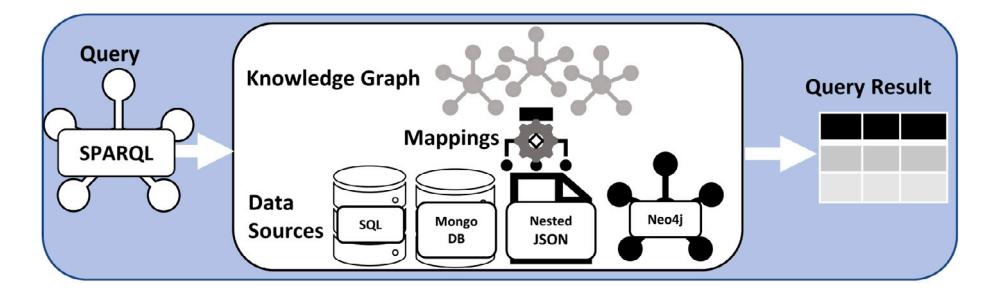 Query
SPARQL
Knowledge Graph
Mappings
Data
Sources
SQL
Mongo
DB
Nested
JSON
Neo4j
Query Result